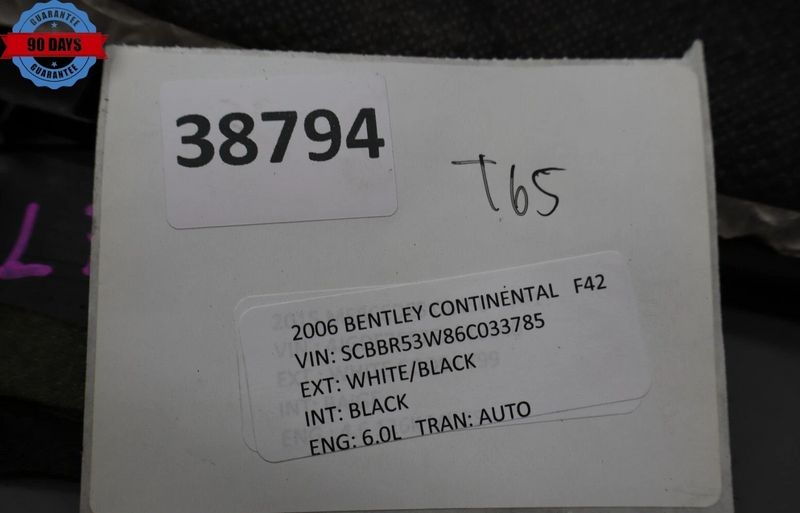 GUARANTEE
90 DAYS
GUARANTEE
38794
T65
2006 BENTLEY CONTINENTAL F42
VIN: SCBBR53W86C033785
EXT: WHITE/BLACK
INT: BLACK
ENG: 6.0L TRAN: AUTO